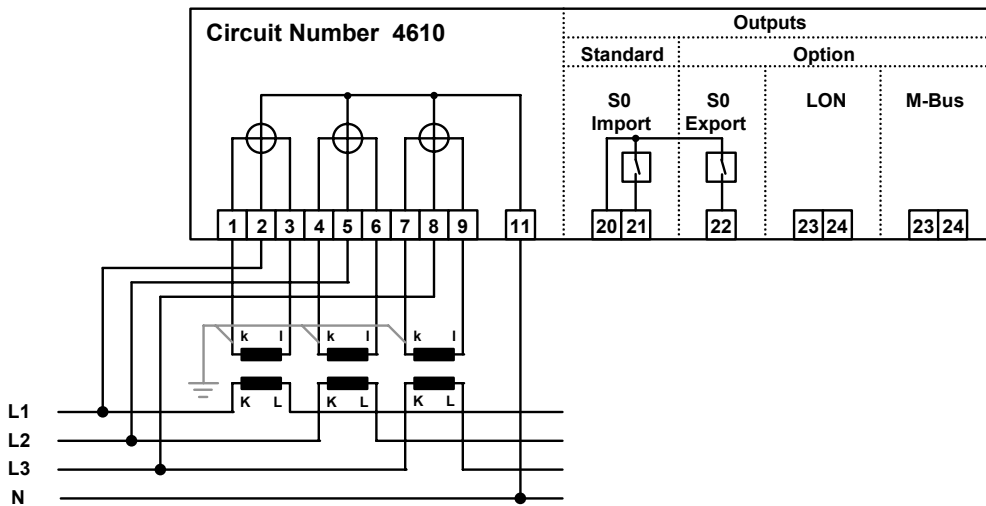 Circuit Number 4610
Outputs
Standard
Option
S0 Import
S0 Export
LON
M-Bus
1 2 3 4 5 6 7 8 9 11 20 21 22 23 24 23 24
k l k l k l
K L K L K L
L1
L2
L3
N